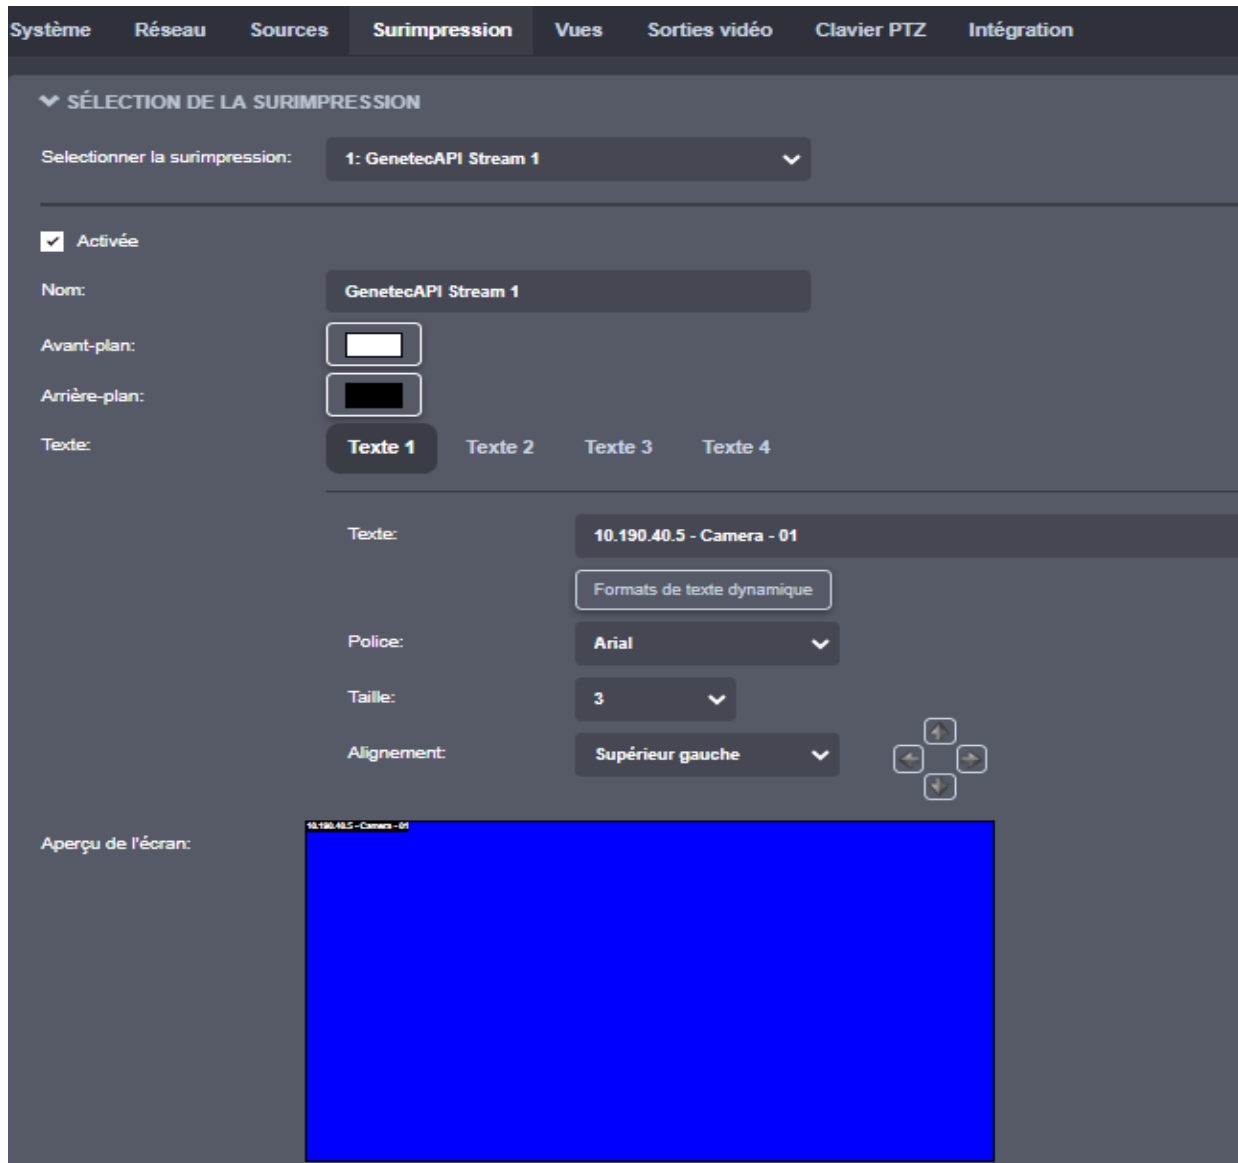 Système Réseau Sources Surimpression Vues Sorties vidéo Clavier PTZ Intégration
SÉLECTION DE LA SURIMPRESSION
Selectionner la surimpression: 1: GenetecAPI Stream 1
Activée
Nom: GenetecAPI Stream 1
Avant-plan:
Arrière-plan:
Texte: Texte 1 Texte 2 Texte 3 Texte 4
Texte: 10.190.40.5 - Camera - 01
Formats de texte dynamique
Police: Arial
Taille: 3
Alignement: Supérieur gauche
Aperçu de l'écran:
10.190.40.5 - Camera - 01